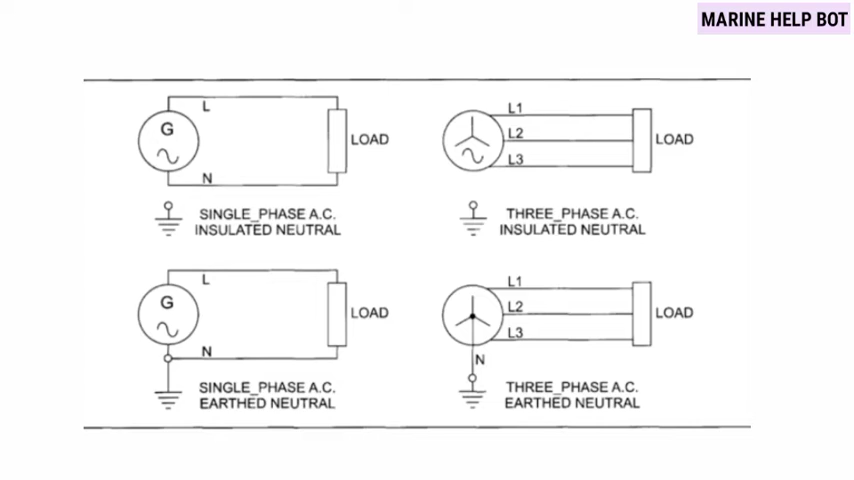 MARINE HELP BOT
L
G
LOAD
N
SINGLE_PHASE A.C.
INSULATED NEUTRAL
L1
L2
L3
LOAD
THREE_PHASE A.C.
INSULATED NEUTRAL
L
G
LOAD
N
SINGLE_PHASE A.C.
EARTHED NEUTRAL
L1
L2
L3
LOAD
N
THREE_PHASE A.C.
EARTHED NEUTRAL